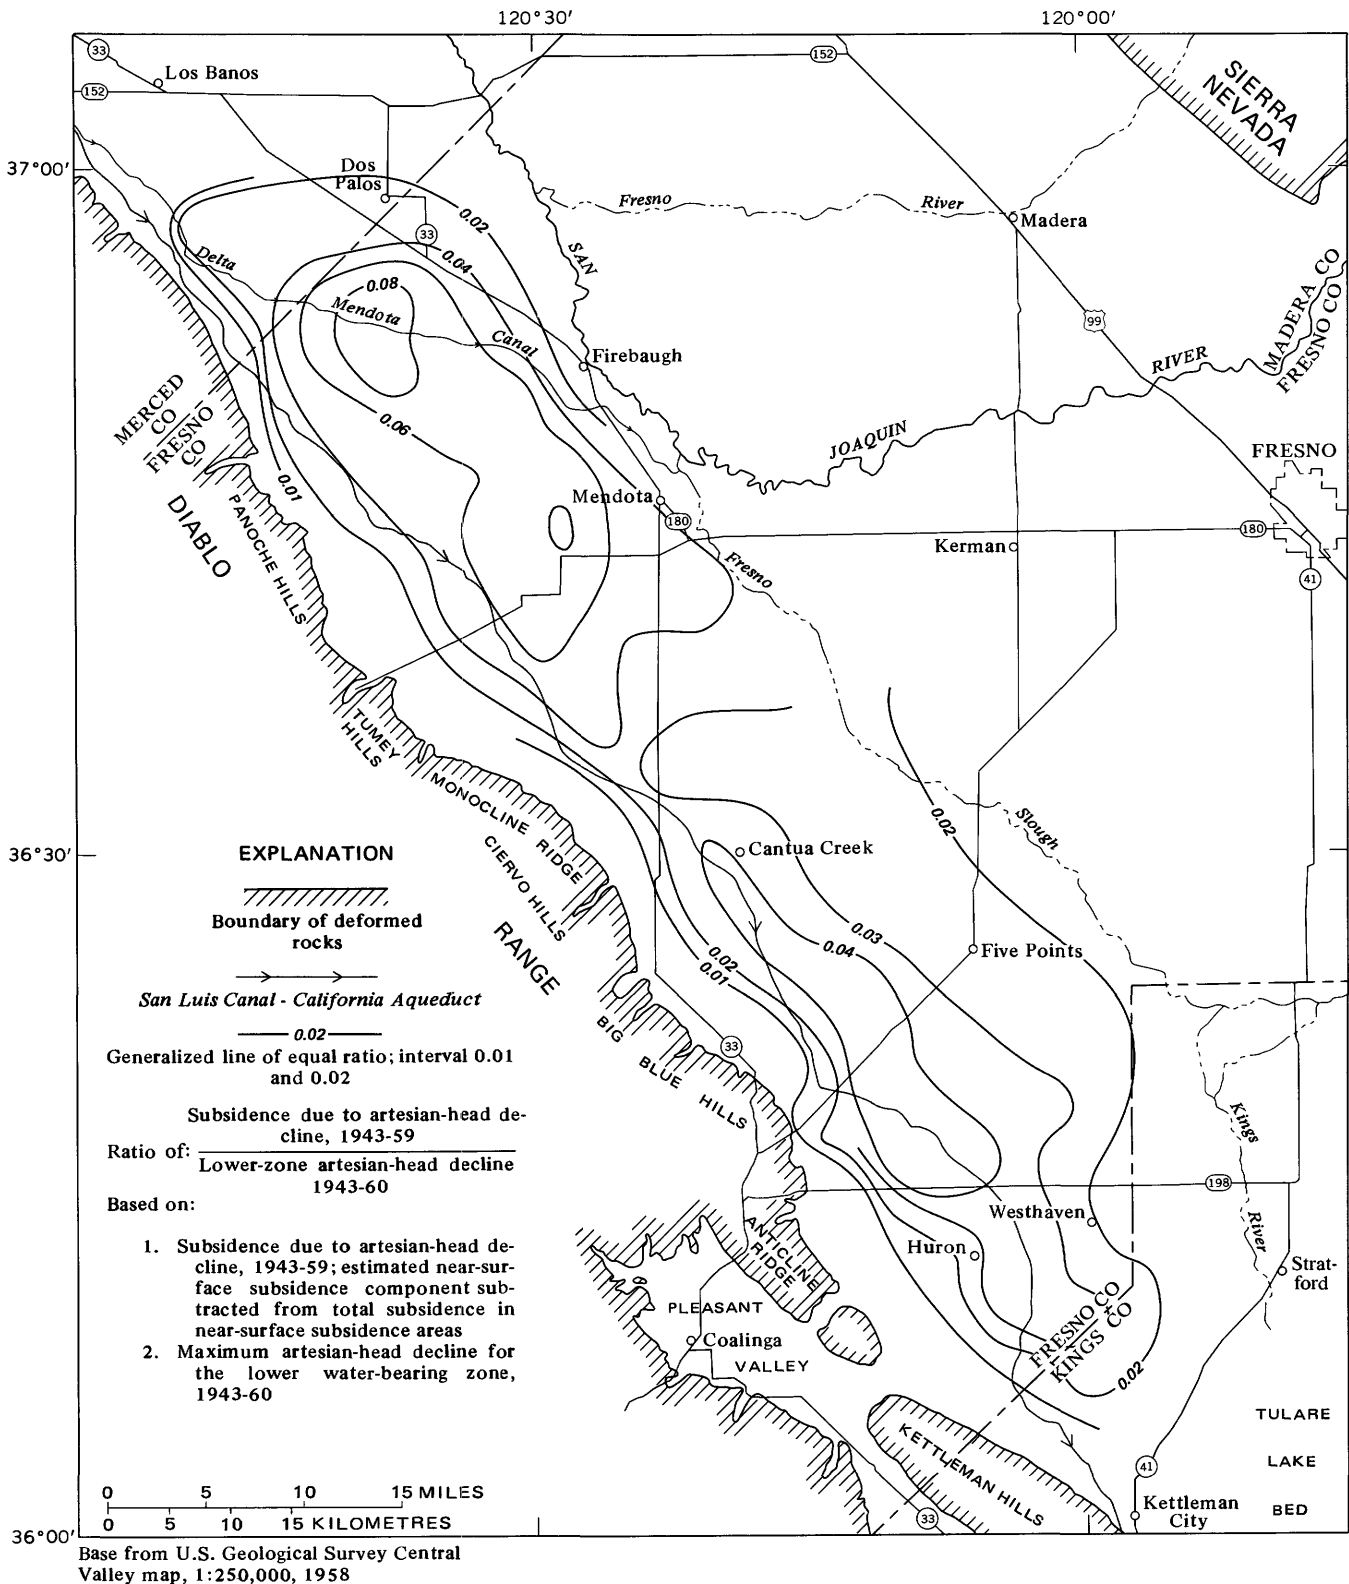 120°30′
120°00′
33
Los Banos
152
152
SIERRA
NEVADA
37°00′
Dos
Palos
Fresno
River
Madera
0.02
33
SAN
Delta
0.04
0.08
Mendota
Canal
99
MADERA CO
FRESNO CO
Firebaugh
RIVER
MERCED
CO
FRESNO
CO
0.06
JOAQUIN
FRESNO
0.01
Mendota
180
180
Kerman
41
DIABLO
PANOCHE HILLS
Fresno
TUMEY
HILLS
MONOCLINE RIDGE
0.02
Slough
36°30′
Cantua Creek
CIERVO HILLS
RANGE
0.03
0.04
0.02
0.01
Five Points
BIG
BLUE
HILLS
33
Kings
River
198
Westhaven
Huron
ANTICLINE
RIDGE
Strat-
ford
PLEASANT
VALLEY
Coalinga
FRESNO CO
KINGS CO
0.02
TULARE
LAKE
BED
KETTLEMAN HILLS
41
33
Kettleman
City
36°00′
EXPLANATION
Boundary of deformed
rocks
San Luis Canal - California Aqueduct
0.02
Generalized line of equal ratio; interval 0.01
and 0.02
Ratio of:
Subsidence due to artesian-head de-
cline, 1943-59
Lower-zone artesian-head decline
1943-60
Based on:
1. Subsidence due to artesian-head de-
cline, 1943-59; estimated near-sur-
face subsidence component sub-
tracted from total subsidence in
near-surface subsidence areas
2. Maximum artesian-head decline for
the lower water-bearing zone,
1943-60
0 5 10 15 MILES
0 5 10 15 KILOMETRES
Base from U.S. Geological Survey Central
Valley map, 1:250,000, 1958